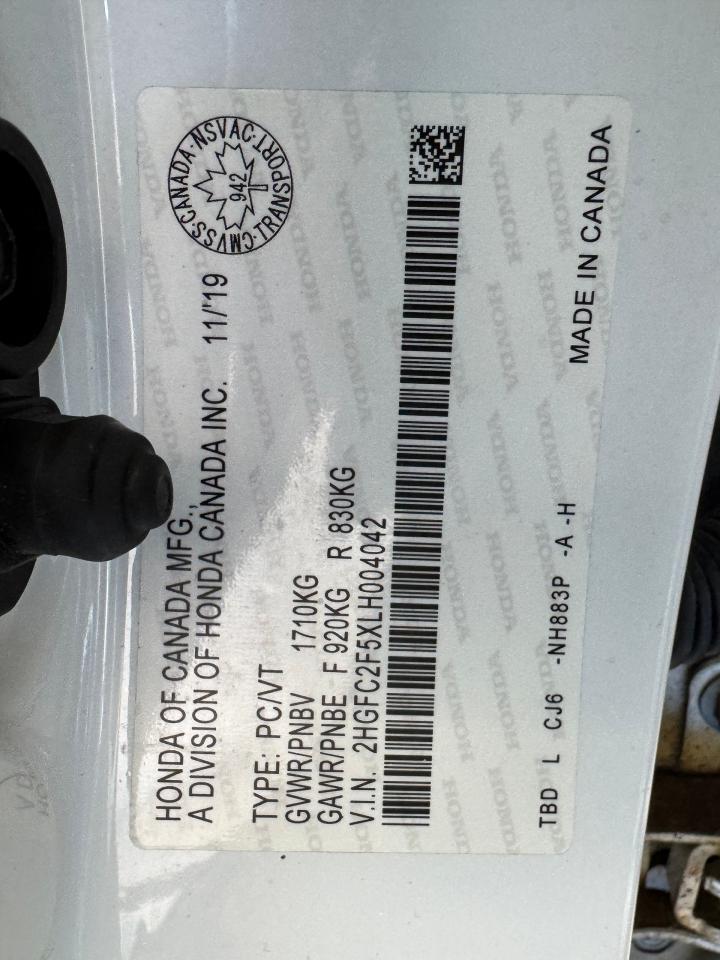 HONDA OF CANADA MFG.,
A DIVISION OF HONDA CANADA INC. 11/'19
CANADA·NSVAC·TRANSPORT·CMVSS·
942
TYPE: PC/VT
GVWR/PNBV 1710KG
GAWR/PNBE F 920KG R 830KG
V.I.N. 2HGFC2F5XLH004042
TBD L CJ6 -NH883P -A -H
MADE IN CANADA